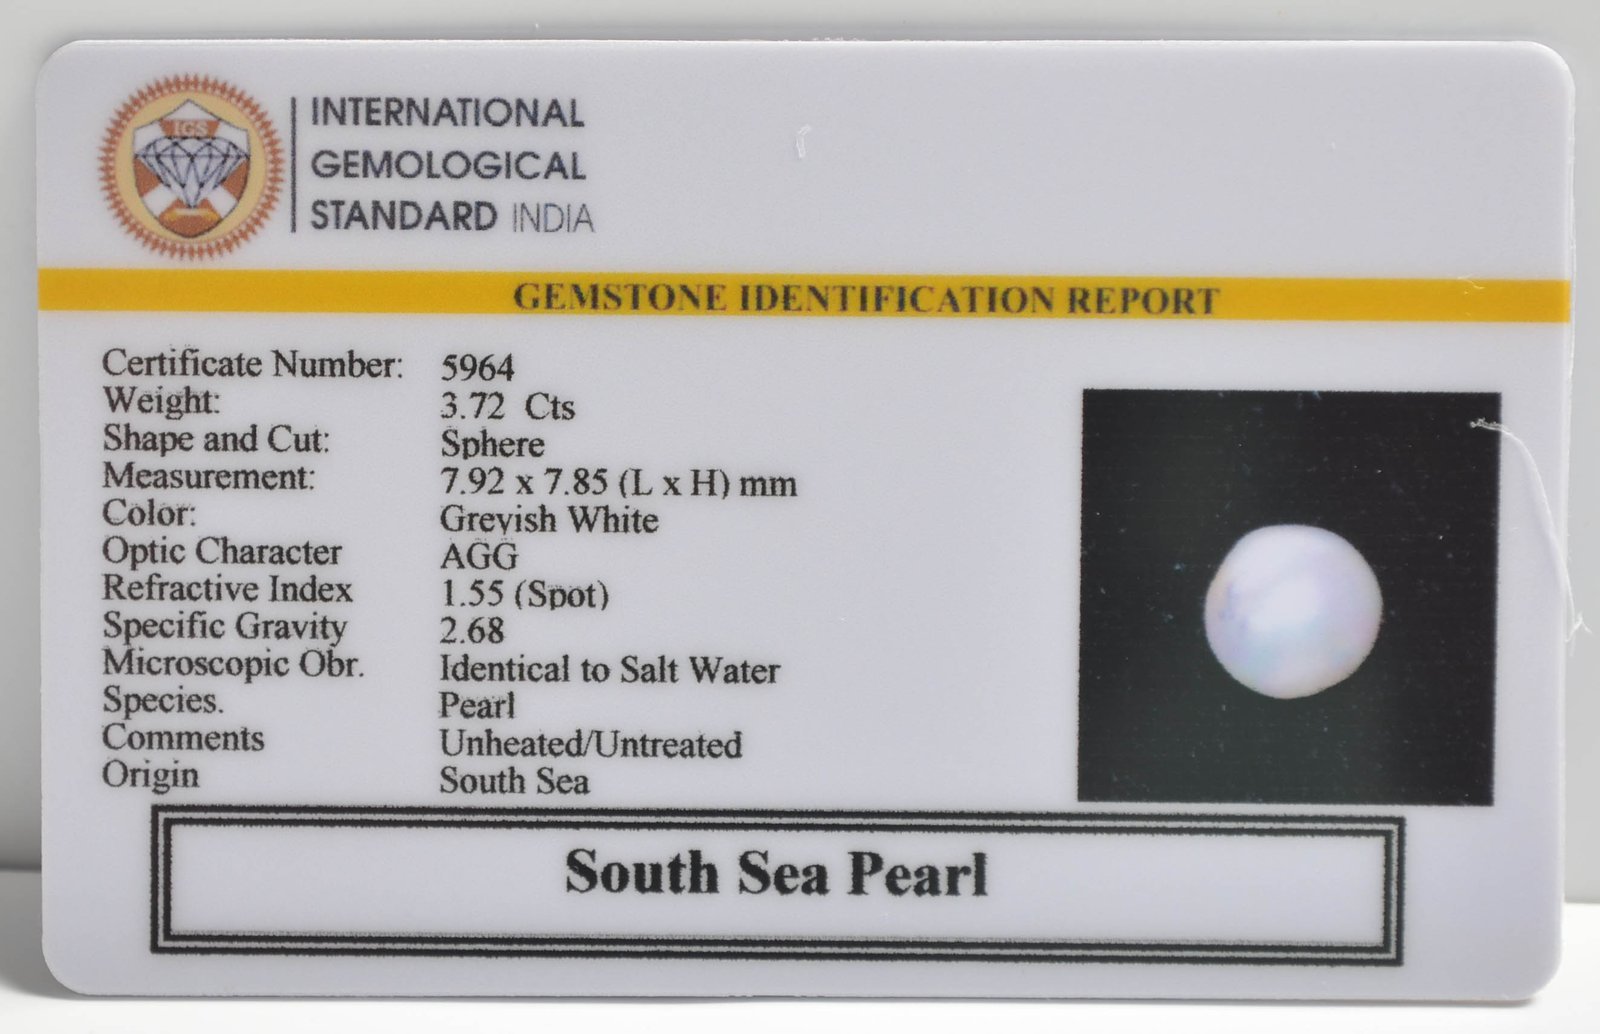 IGS
INTERNATIONAL
GEMOLOGICAL
STANDARD INDIA
GEMSTONE IDENTIFICATION REPORT
Certificate Number: 5964
Weight: 3.72 Cts
Shape and Cut: Sphere
Measurement: 7.92 x 7.85 (L x H) mm
Color: Greyish White
Optic Character AGG
Refractive Index 1.55 (Spot)
Specific Gravity 2.68
Microscopic Obr. Identical to Salt Water
Species. Pearl
Comments Unheated/Untreated
Origin South Sea
South Sea Pearl